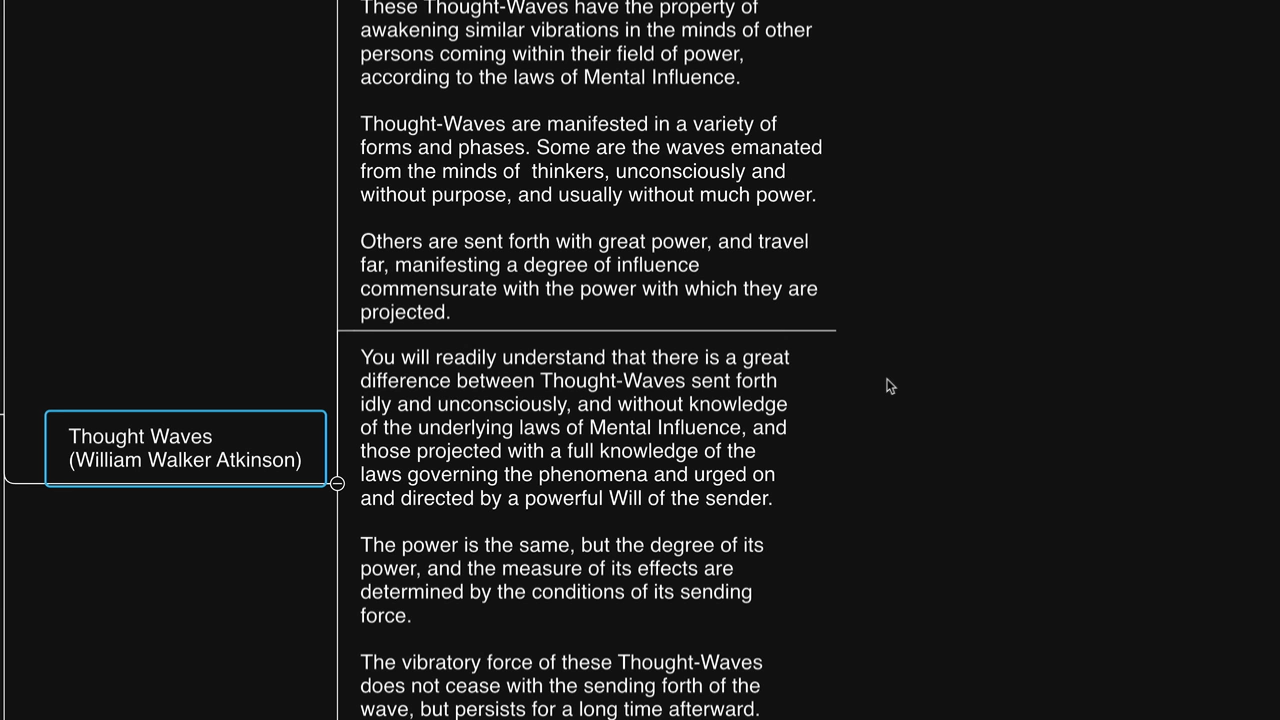 These Thought-Waves have the property of
awakening similar vibrations in the minds of other
persons coming within their field of power,
according to the laws of Mental Influence.
Thought-Waves are manifested in a variety of
forms and phases. Some are the waves emanated
from the minds of  thinkers, unconsciously and
without purpose, and usually without much power.
Others are sent forth with great power, and travel
far, manifesting a degree of influence
commensurate with the power with which they are
projected.
Thought Waves
(William Walker Atkinson)
You will readily understand that there is a great
difference between Thought-Waves sent forth
idly and unconsciously, and without knowledge
of the underlying laws of Mental Influence, and
those projected with a full knowledge of the
laws governing the phenomena and urged on
and directed by a powerful Will of the sender.
The power is the same, but the degree of its
power, and the measure of its effects are
determined by the conditions of its sending
force.
The vibratory force of these Thought-Waves
does not cease with the sending forth of the
wave, but persists for a long time afterward.